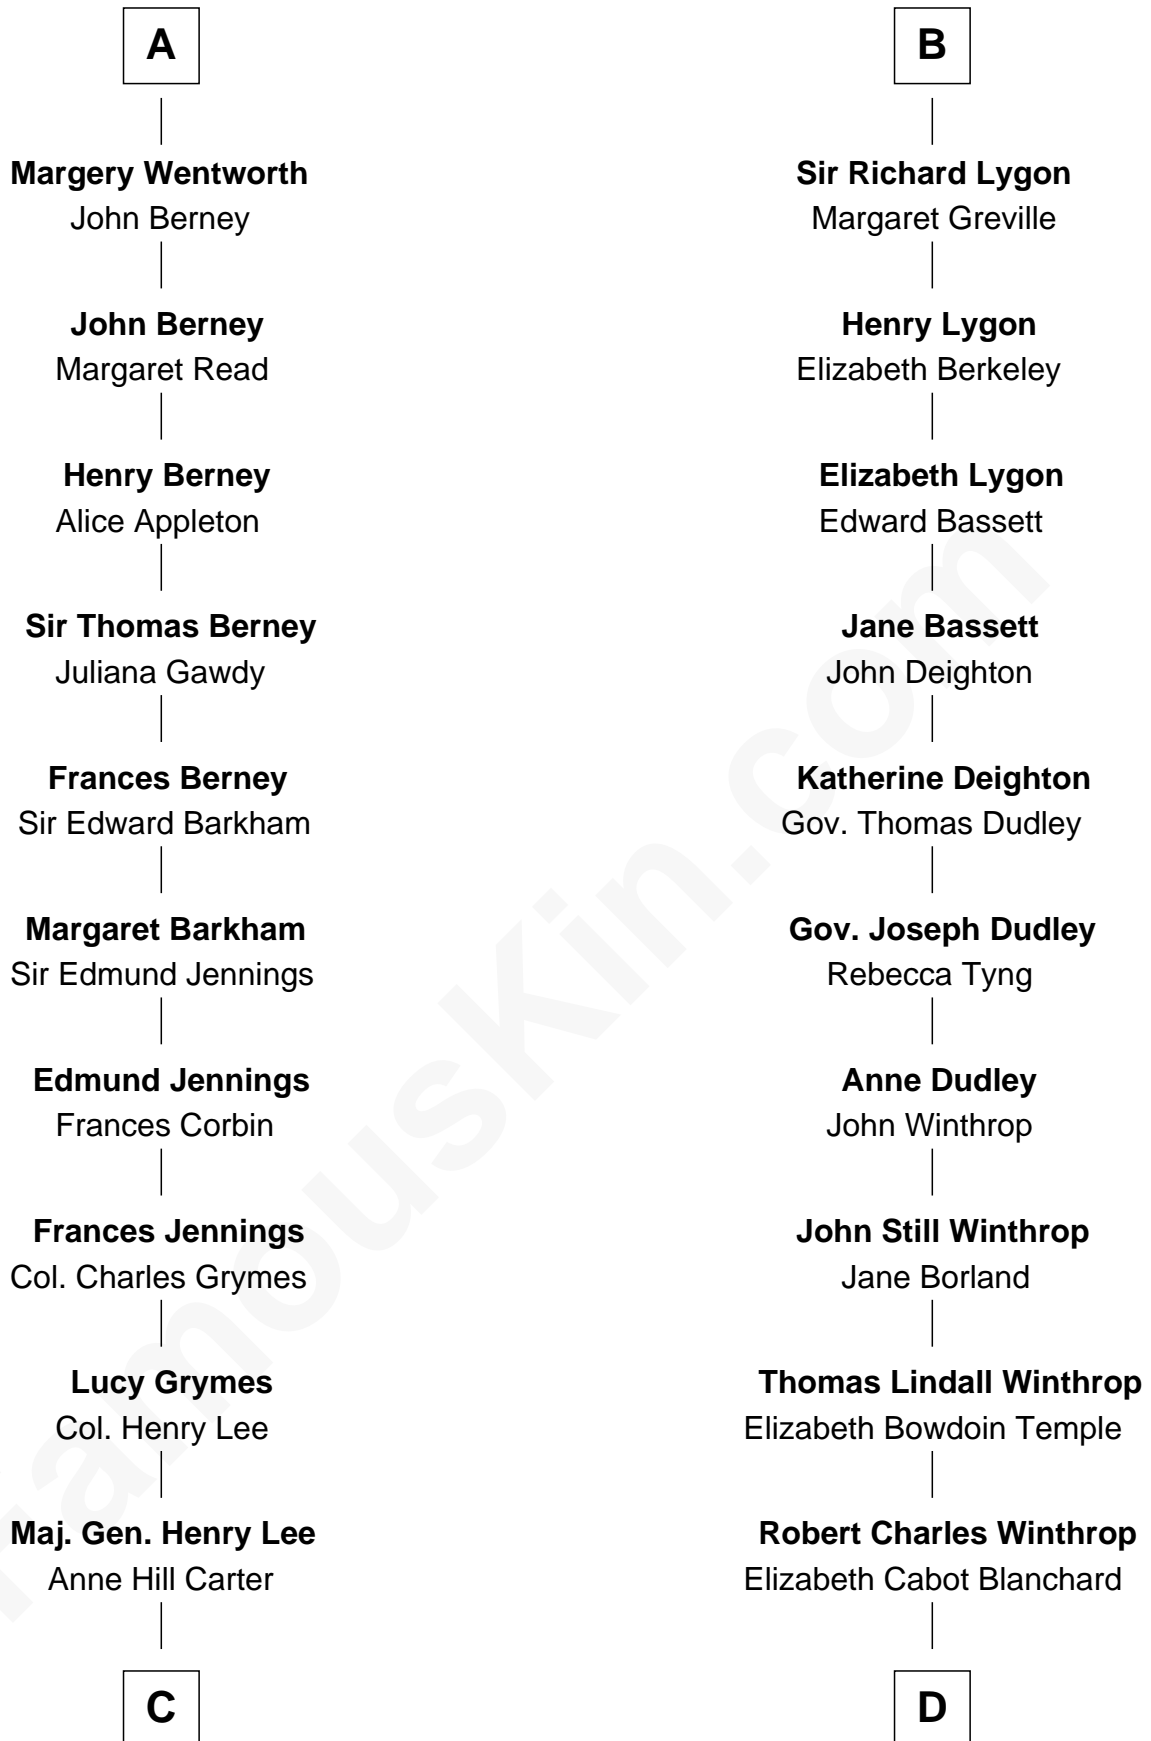 A
Margery Wentworth
John Berney
John Berney
Margaret Read
Henry Berney
Alice Appleton
Sir Thomas Berney
Juliana Gawdy
Frances Berney
Sir Edward Barkham
Margaret Barkham
Sir Edmund Jennings
Edmund Jennings
Frances Corbin
Frances Jennings
Col. Charles Grymes
Lucy Grymes
Col. Henry Lee
Maj. Gen. Henry Lee
Anne Hill Carter
C
B
Sir Richard Lygon
Margaret Greville
Henry Lygon
Elizabeth Berkeley
Elizabeth Lygon
Edward Bassett
Jane Bassett
John Deighton
Katherine Deighton
Gov. Thomas Dudley
Gov. Joseph Dudley
Rebecca Tyng
Anne Dudley
John Winthrop
John Still Winthrop
Jane Borland
Thomas Lindall Winthrop
Elizabeth Bowdoin Temple
Robert Charles Winthrop
Elizabeth Cabot Blanchard
D
FamousKin.com